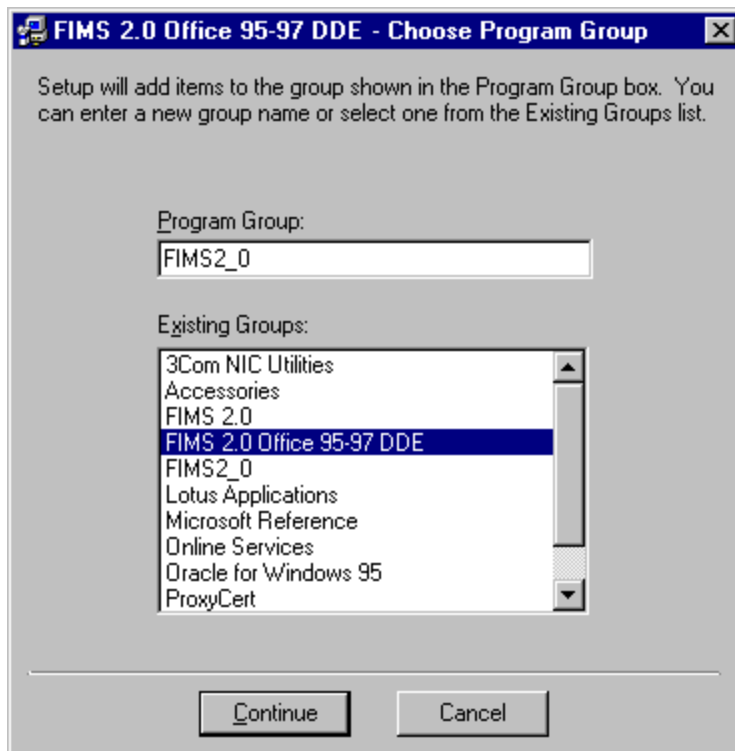 FIMS 2.0 Office 95-97 DDE - Choose Program Group
Setup will add items to the group shown in the Program Group box. You
can enter a new group name or select one from the Existing Groups list.
Program Group:
FIMS2_0
Existing Groups:
3Com NIC Utilities
Accessories
FIMS 2.0
FIMS 2.0 Office 95-97 DDE
FIMS2_0
Lotus Applications
Microsoft Reference
Online Services
Oracle for Windows 95
ProxyCert
Continue
Cancel